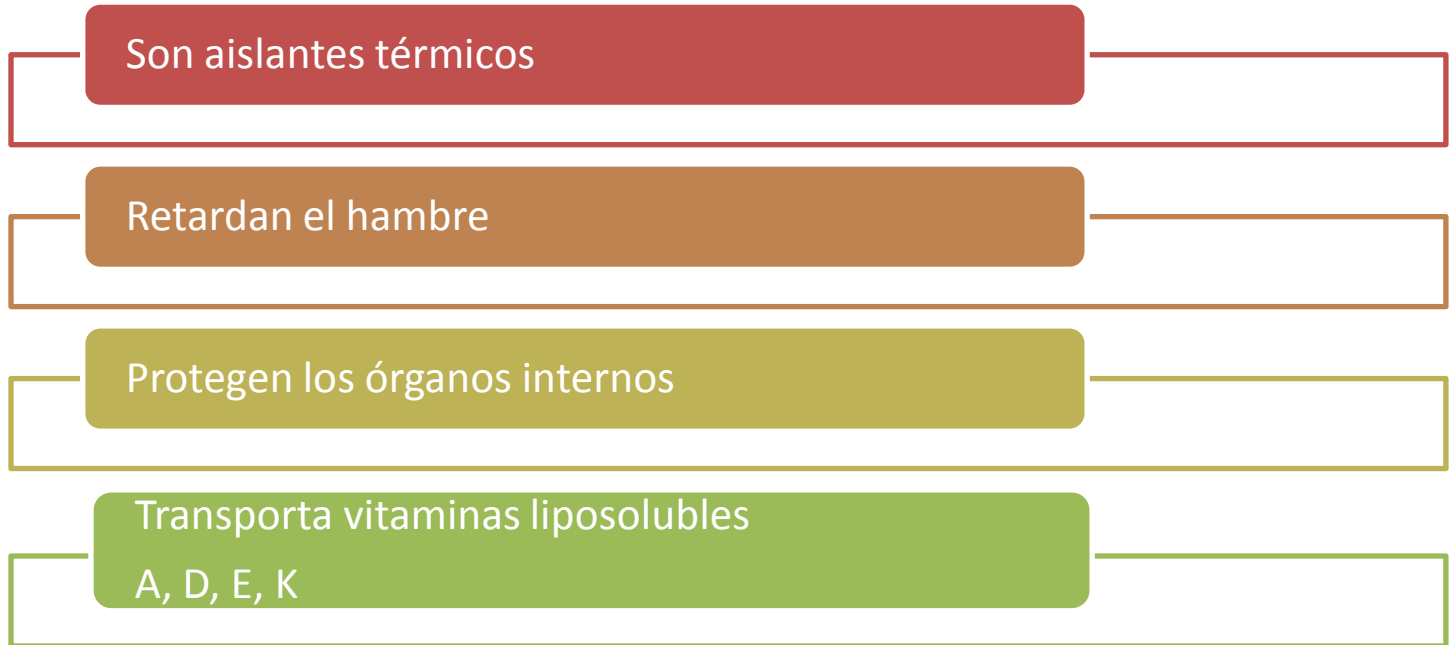 Son aislantes térmicos
Retardan el hambre
Protegen los órganos internos
Transporta vitaminas liposolubles
A, D, E, K